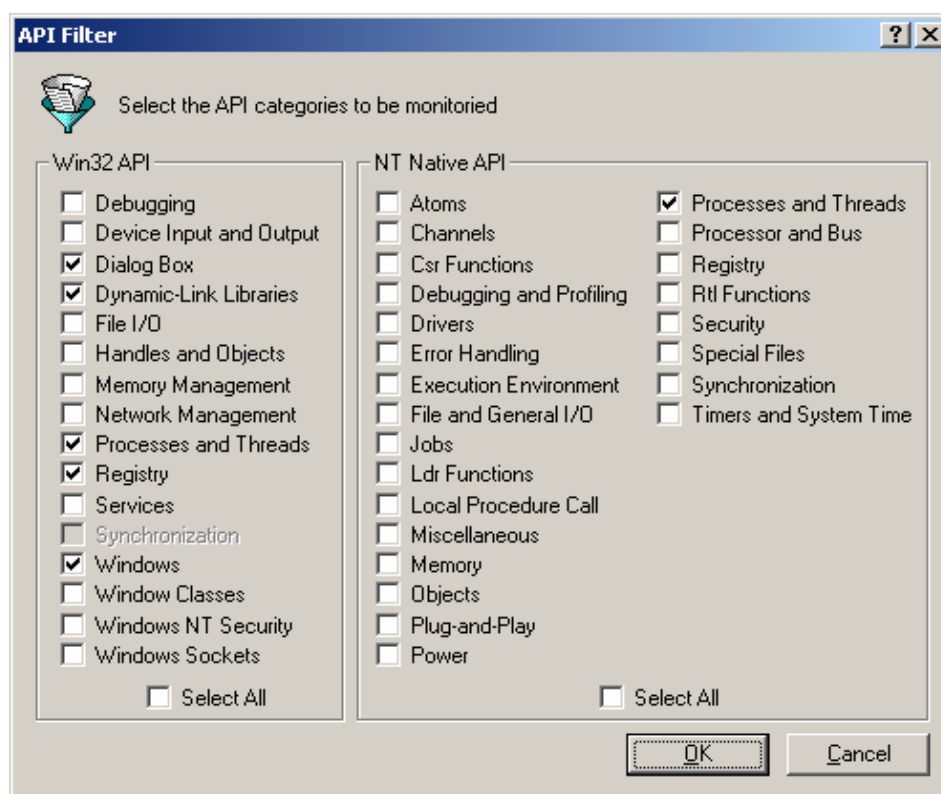 API Filter
Select the API categories to be monitoried
Win32 API
Debugging
Device Input and Output
Dialog Box
Dynamic-Link Libraries
File I/O
Handles and Objects
Memory Management
Network Management
Processes and Threads
Registry
Services
Synchronization
Windows
Window Classes
Windows NT Security
Windows Sockets
Select All
NT Native API
Atoms
Channels
Csr Functions
Debugging and Profiling
Drivers
Error Handling
Execution Environment
File and General I/O
Jobs
Ldr Functions
Local Procedure Call
Miscellaneous
Memory
Objects
Plug-and-Play
Power
Processes and Threads
Processor and Bus
Registry
Rtl Functions
Security
Special Files
Synchronization
Timers and System Time
Select All
OK
Cancel